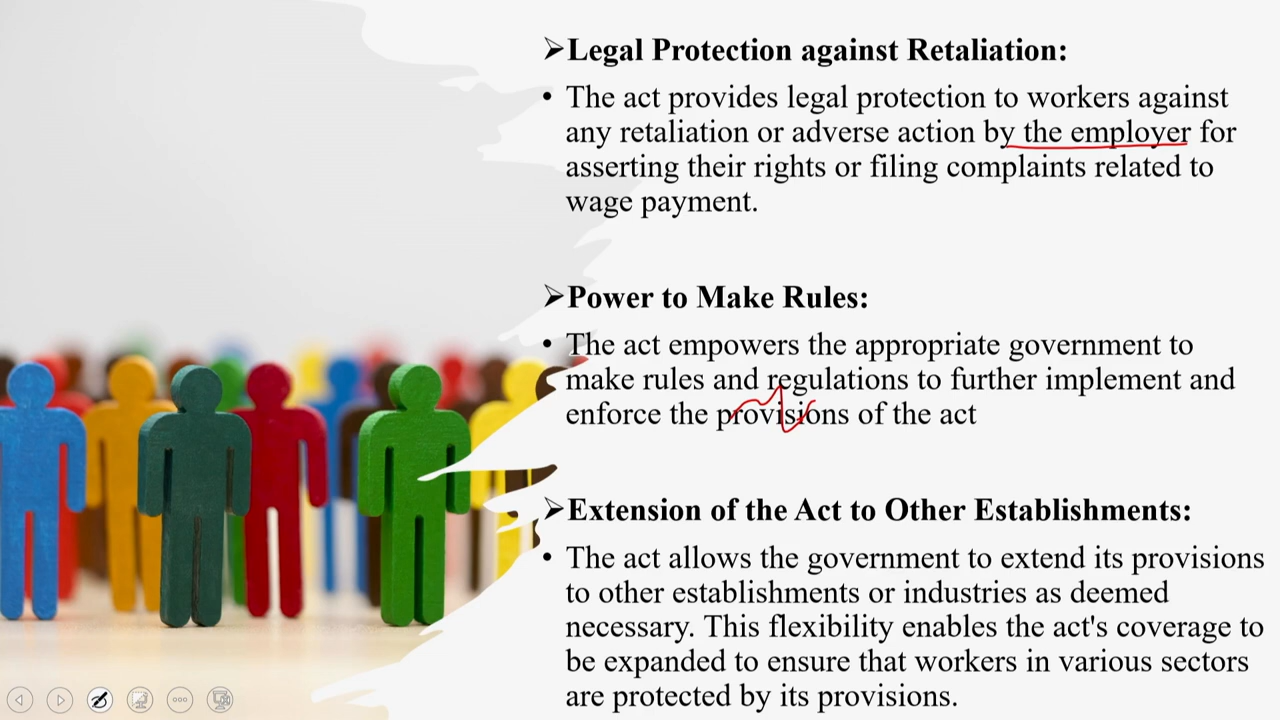 ➢Legal Protection against Retaliation:
• The act provides legal protection to workers against
any retaliation or adverse action by the employer for
asserting their rights or filing complaints related to
wage payment.
➢Power to Make Rules:
• The act empowers the appropriate government to
make rules and regulations to further implement and
enforce the provisions of the act
➢Extension of the Act to Other Establishments:
• The act allows the government to extend its provisions
to other establishments or industries as deemed
necessary. This flexibility enables the act's coverage to
be expanded to ensure that workers in various sectors
are protected by its provisions.